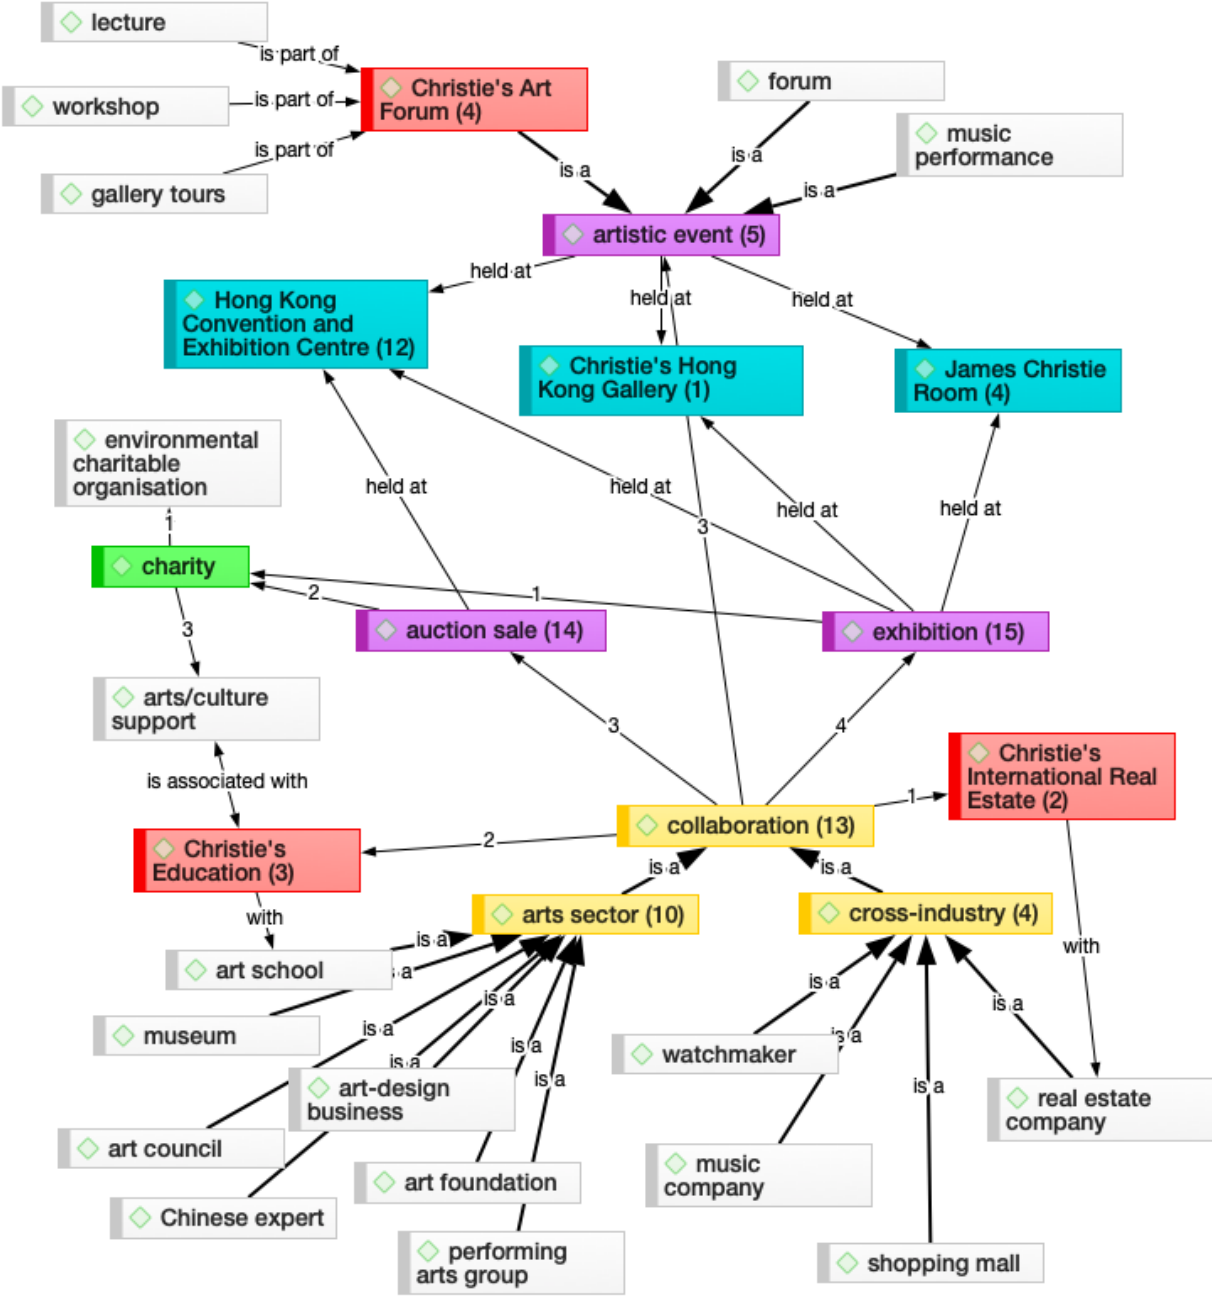 lecture
is part of
Christie's Art
Forum (4)
forum
workshop
is part of
music
performance
is part of
is a
is a
is a
gallery tours
artistic event (5)
held at
held at
held at
Hong Kong
Convention and
Exhibition Centre (12)
Christie's Hong
Kong Gallery (1)
James Christie
Room (4)
environmental
charitable
organisation
held at
held at
held at
held at
1
3
charity
2
1
3
auction sale (14)
exhibition (15)
arts/culture
support
3
4
is associated with
Christie's
International Real
Estate (2)
1
collaboration (13)
2
Christie's
Education (3)
is a
is a
with
arts sector (10)
cross-industry (4)
is a
art school
is a
with
museum
is a
is a
is a
is a
is a
is a
is a
is a
is a
watchmaker
is a
art-design
business
real estate
company
art council
music
company
art foundation
Chinese expert
performing
arts group
shopping mall